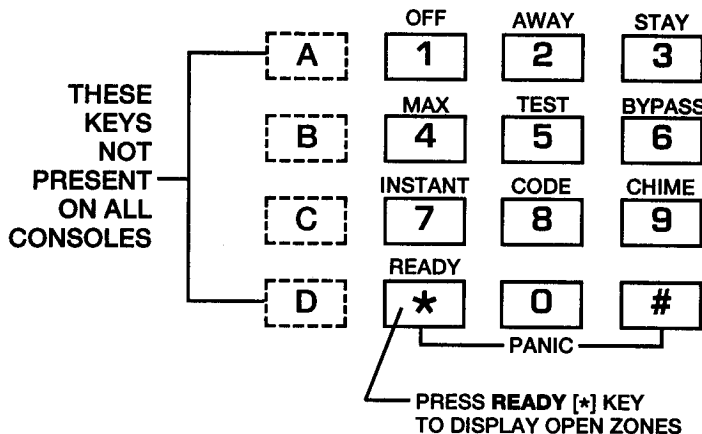 OFF AWAY STAY
A 1 2 3
THESE
KEYS
NOT
PRESENT
ON ALL
CONSOLES
MAX TEST BYPASS
B 4 5 6
INSTANT CODE CHIME
C 7 8 9
READY
D * 0 #
PANIC
PRESS READY [*] KEY
TO DISPLAY OPEN ZONES